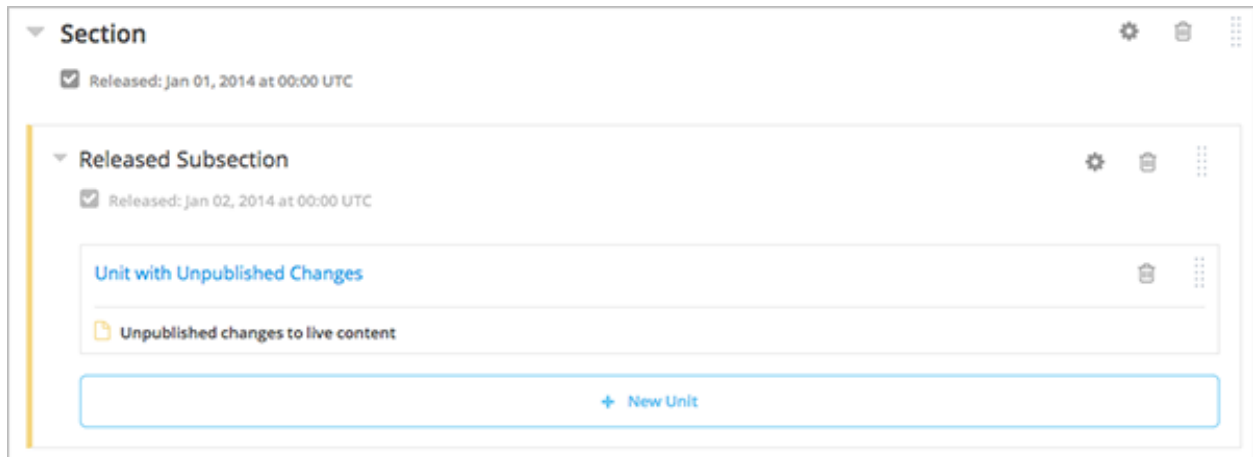 Section
Released: Jan 01, 2014 at 00:00 UTC
Released Subsection
Released: Jan 02, 2014 at 00:00 UTC
Unit with Unpublished Changes
Unpublished changes to live content
+ New Unit